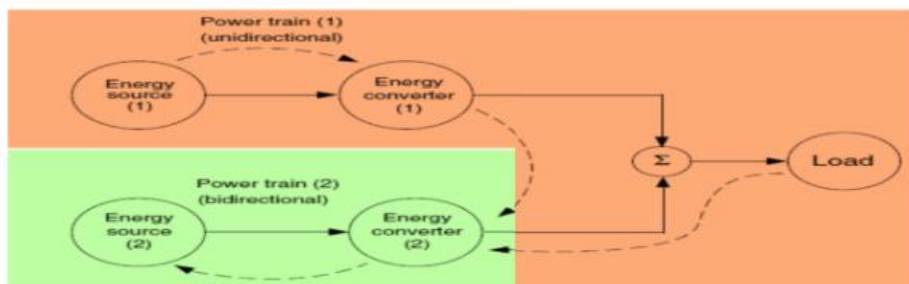 Power train (1)
(unidirectional)
Energy
source
(1)
Energy
converter
(1)
Σ
Load
Power train (2)
(bidirectional)
Energy
source
(2)
Energy
converter
(2)